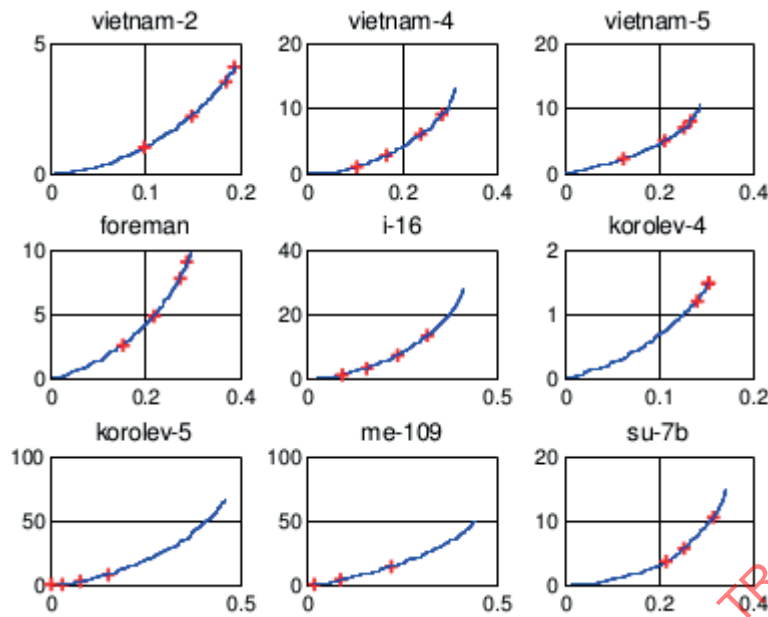 vietnam-2 vietnam-4 vietnam-5
5 20 20
10 10
0 0 0
0 0.1 0.2 0 0.2 0.4 0 0.2 0.4
foreman i-16 korolev-4
10 40 2
5 20 1
0 0 0
0 0.2 0.4 0 0.5 0 0.1 0.2
korolev-5 me-109 su-7b
100 100 20
50 50 10
0 0 0
0 0.5 0 0.5 0 0.2 0.4
TR